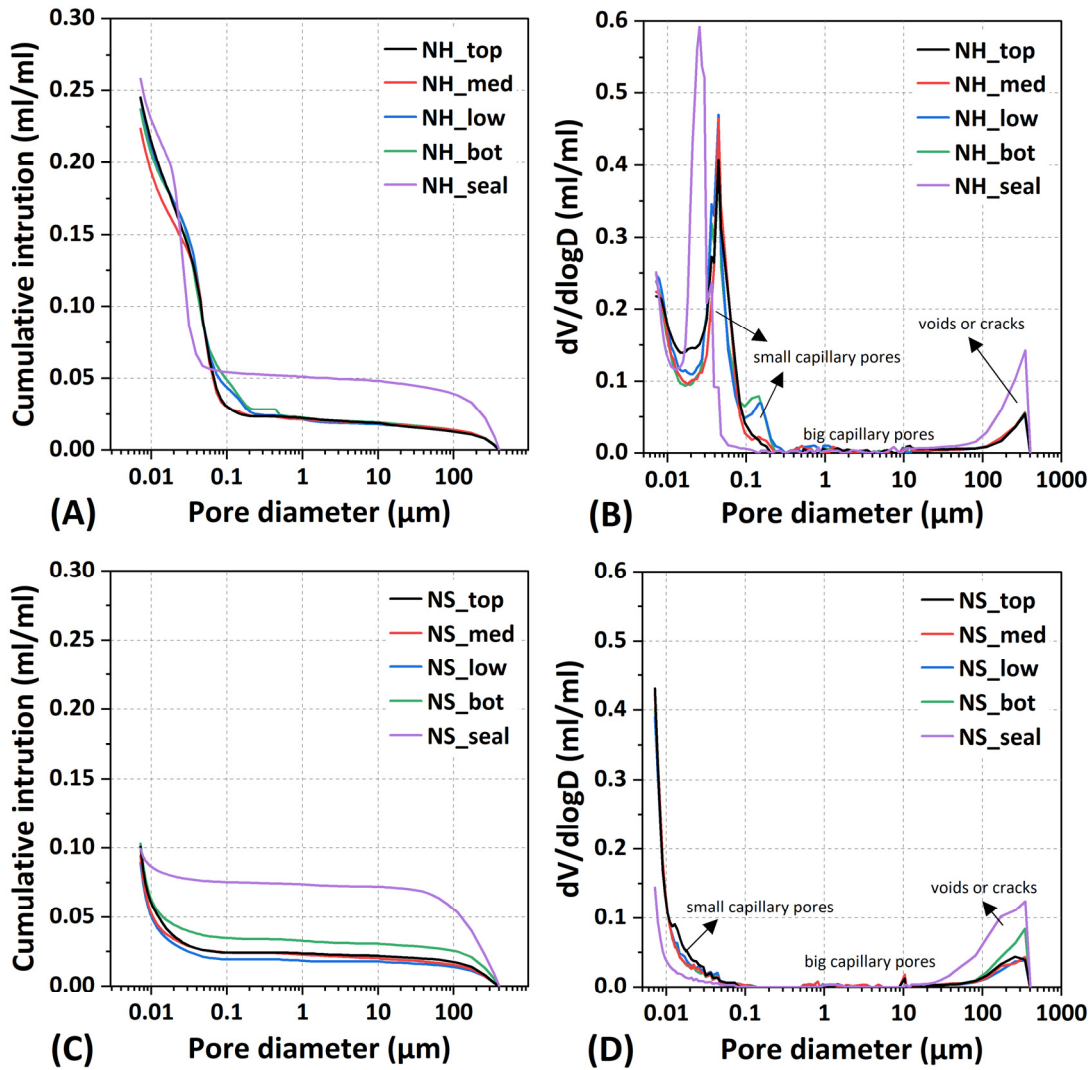 0.30
0.25
0.20
0.15
0.10
0.05
0.00
Cumulative intrution (ml/ml)
NH_top
NH_med
NH_low
NH_bot
NH_seal
0.01 0.1 1 10 100
Pore diameter (µm)
(A)
0.6
0.5
0.4
0.3
0.2
0.1
0.0
dV/dlogD (ml/ml)
NH_top
NH_med
NH_low
NH_bot
NH_seal
voids or cracks
small capillary pores
big capillary pores
0.01 0.1 1 10 100 1000
Pore diameter (µm)
(B)
0.30
0.25
0.20
0.15
0.10
0.05
0.00
Cumulative intrution (ml/ml)
NS_top
NS_med
NS_low
NS_bot
NS_seal
0.01 0.1 1 10 100
Pore diameter (µm)
(C)
0.6
0.5
0.4
0.3
0.2
0.1
0.0
dV/dlogD (ml/ml)
NS_top
NS_med
NS_low
NS_bot
NS_seal
voids or cracks
small capillary pores
big capillary pores
0.01 0.1 1 10 100 1000
Pore diameter (µm)
(D)